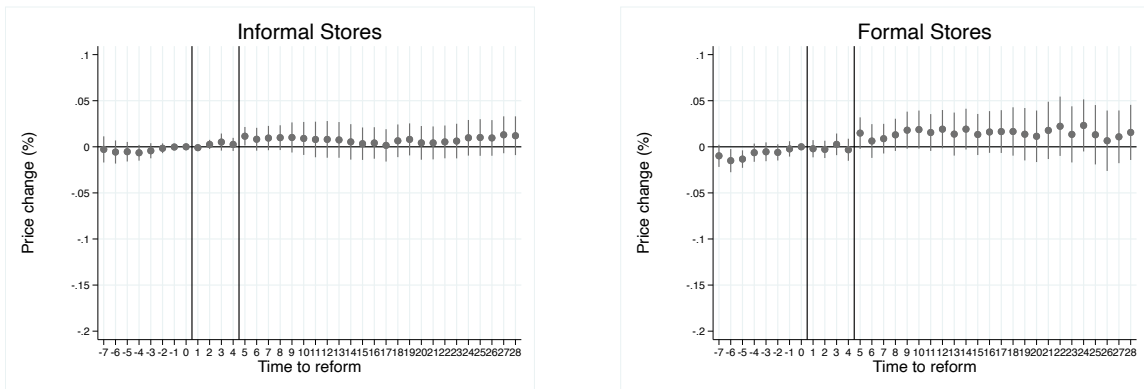 Informal Stores
Price change (%)
.1
.05
0
-.05
-.1
-.2
-7 -6 -5 -4 -3 -2 -1 0 1 2 3 4 5 6 7 8 9 10 11 12 13 14 15 16 17 18 19 20 21 22 23 24 25 26 27 28
Time to reform
Formal Stores
Price change (%)
.1
.05
0
-.05
-.1
-.2
-7 -6 -5 -4 -3 -2 -1 0 1 2 3 4 5 6 7 8 9 10 11 12 13 14 15 16 17 18 19 20 21 22 23 24 25 26 27 28
Time to reform